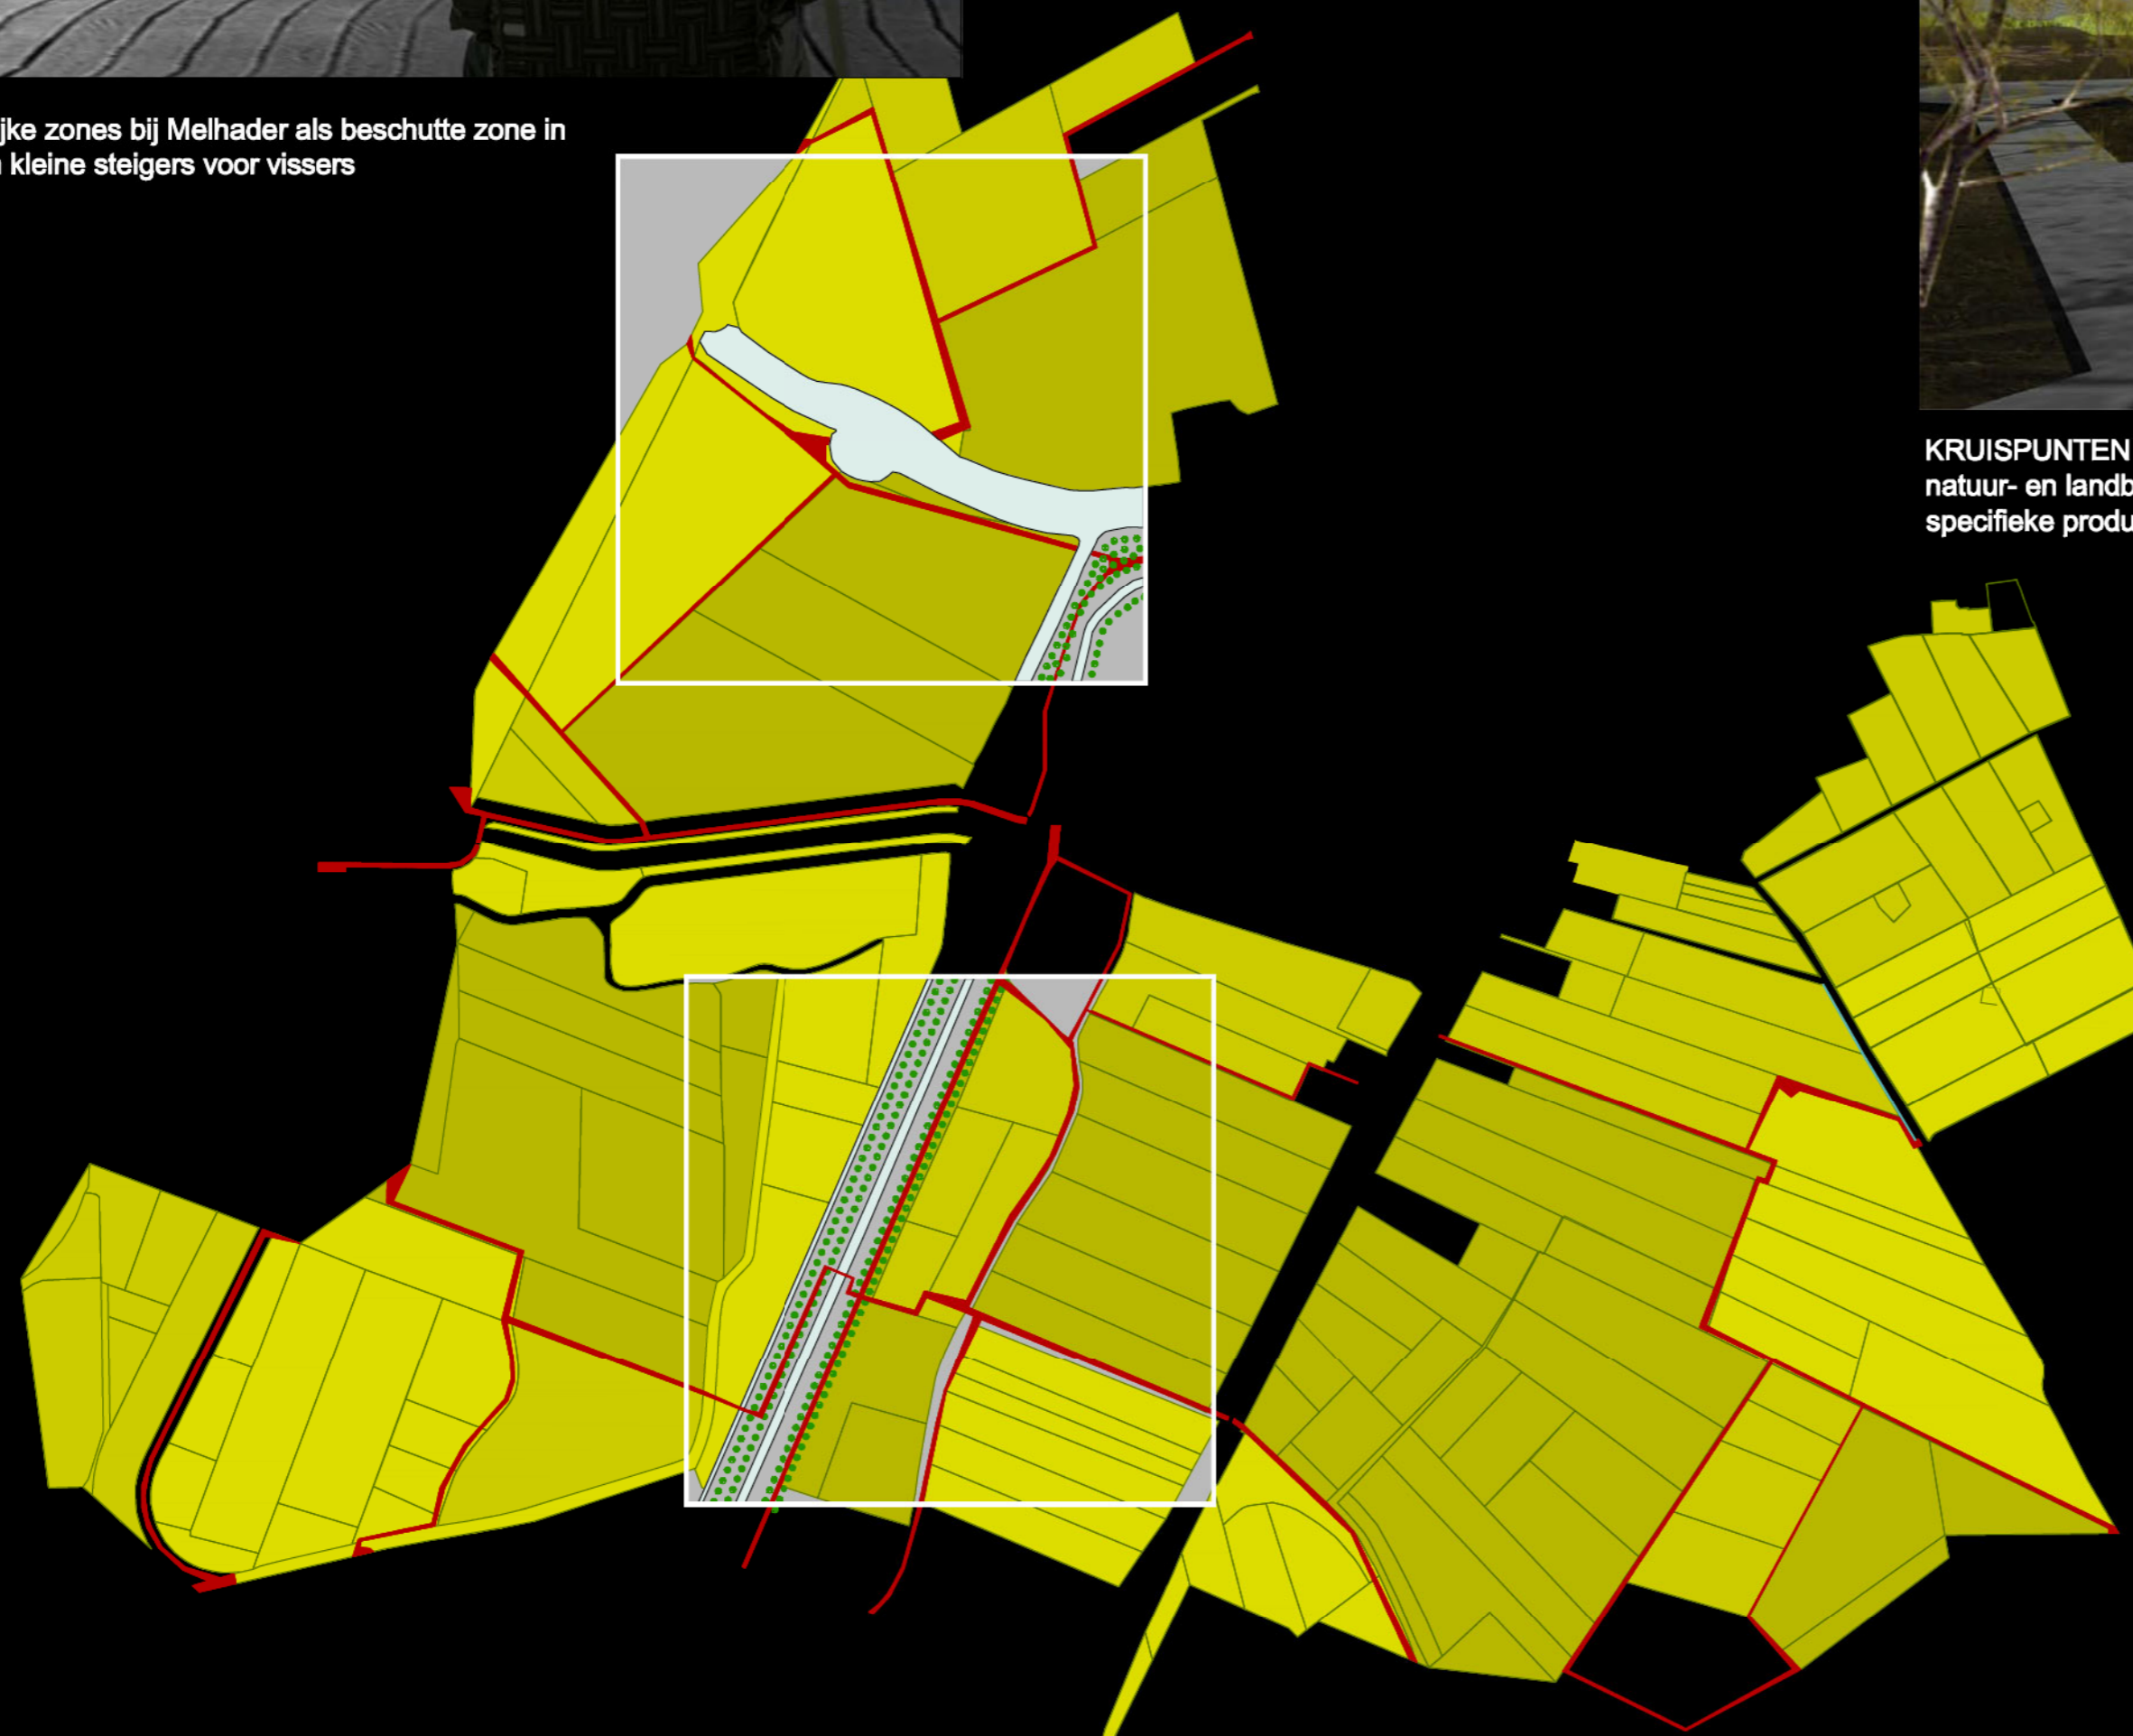 jke zones bij Melhader als beschutte zone in
kleine steigers voor vissers
KRUISPUNTEN
natuur- en landb
specifieke produ